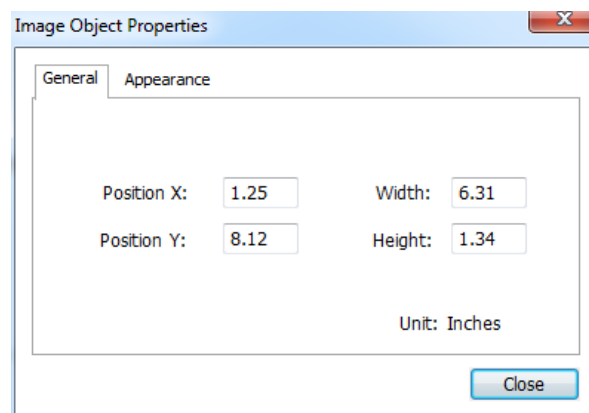 Image Object Properties
X
General Appearance
Position X: 1.25 Width: 6.31
Position Y: 8.12 Height: 1.34
Unit: Inches
Close